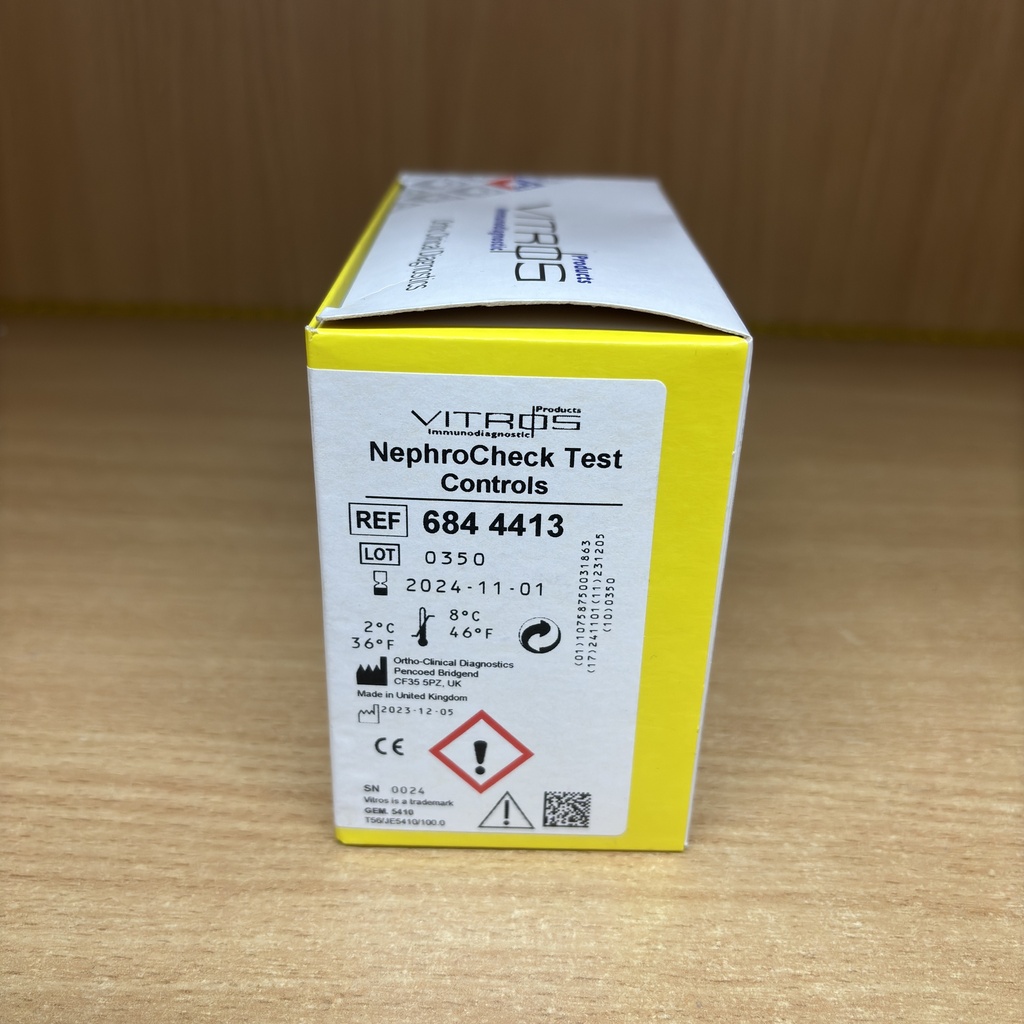 Ortho Clinical Diagnostics
VITROS
Products
Immunodiagnostic
VITROS
Products
Immunodiagnostic
NephroCheck Test
Controls
REF 684 4413
LOT 0350
2024-11-01
2°C
36°F
8°C
46°F
(01)10758750031863
(17)241101(11)231205
(10)0350
Ortho-Clinical Diagnostics
Pencoed Bridgend
CF35 5PZ, UK
Made in United Kingdom
2023-12-05
CE
SN 0024
Vitros is a trademark
GEM. 5410
T56/JE5410/100.0